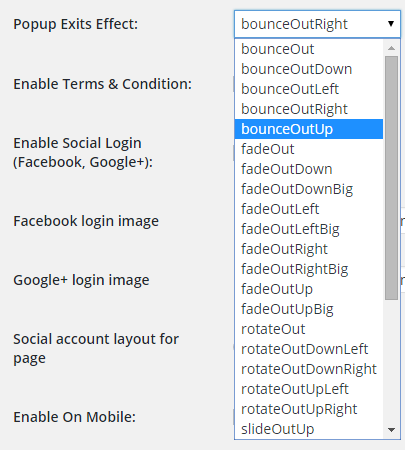 Popup Exits Effect:
bounceOutRight
bounceOut
bounceOutDown
Enable Terms & Condition:
bounceOutLeft
bounceOutRight
bounceOutUp
Enable Social Login
(Facebook, Google+):
fadeOut
fadeOutDown
fadeOutDownBig
Facebook login image
fadeOutLeft
fadeOutLeftBig
fadeOutRight
fadeOutRightBig
Google+ login image
fadeOutUp
fadeOutUpBig
rotateOut
Social account layout for
page
rotateOutDownLeft
rotateOutDownRight
rotateOutUpLeft
rotateOutUpRight
Enable On Mobile:
slideOutUp